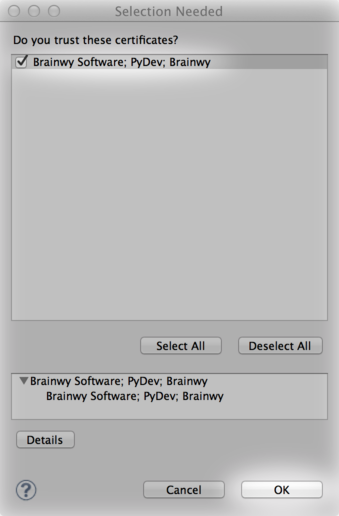 Selection Needed
Do you trust these certificates?
Brainwy Software; PyDev; Brainwy
Select All
Deselect All
Brainwy Software; PyDev; Brainwy
Brainwy Software; PyDev; Brainwy
Details
?
Cancel
OK